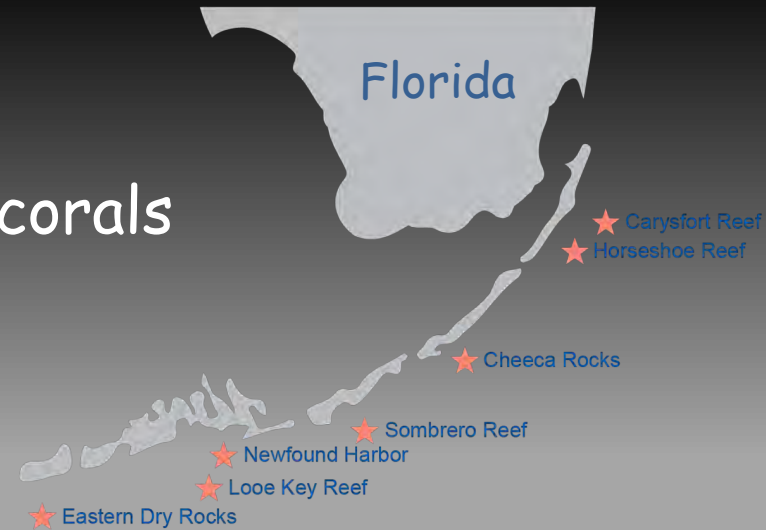 Florida
corals
Carysfort Reef
Horseshoe Reef
Cheeca Rocks
Sombrero Reef
Newfound Harbor
Looe Key Reef
Eastern Dry Rocks